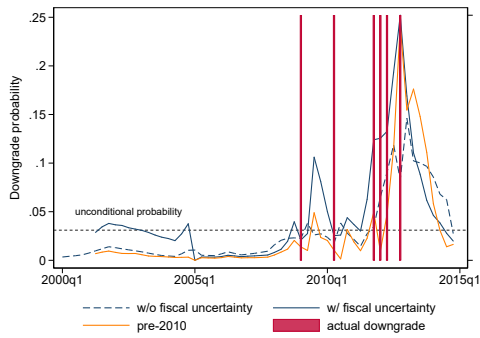 Downgrade probability
.25
.2
.15
.1
.05
0
unconditional probability
2000q1 2005q1 2010q1 2015q1
w/o fiscal uncertainty w/ fiscal uncertainty
pre-2010 actual downgrade